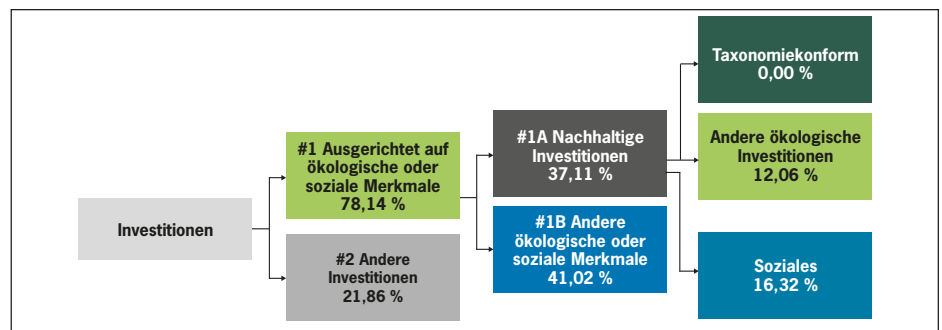 Investitionen
#1 Ausgerichtet auf
ökologische oder
soziale Merkmale
78,14 %
#2 Andere
Investitionen
21,86 %
#1A Nachhaltige
Investitionen
37,11 %
#1B Andere
ökologische oder
soziale Merkmale
41,02 %
Taxonomiekonform
0,00 %
Andere ökologische
Investitionen
12,06 %
Soziales
16,32 %